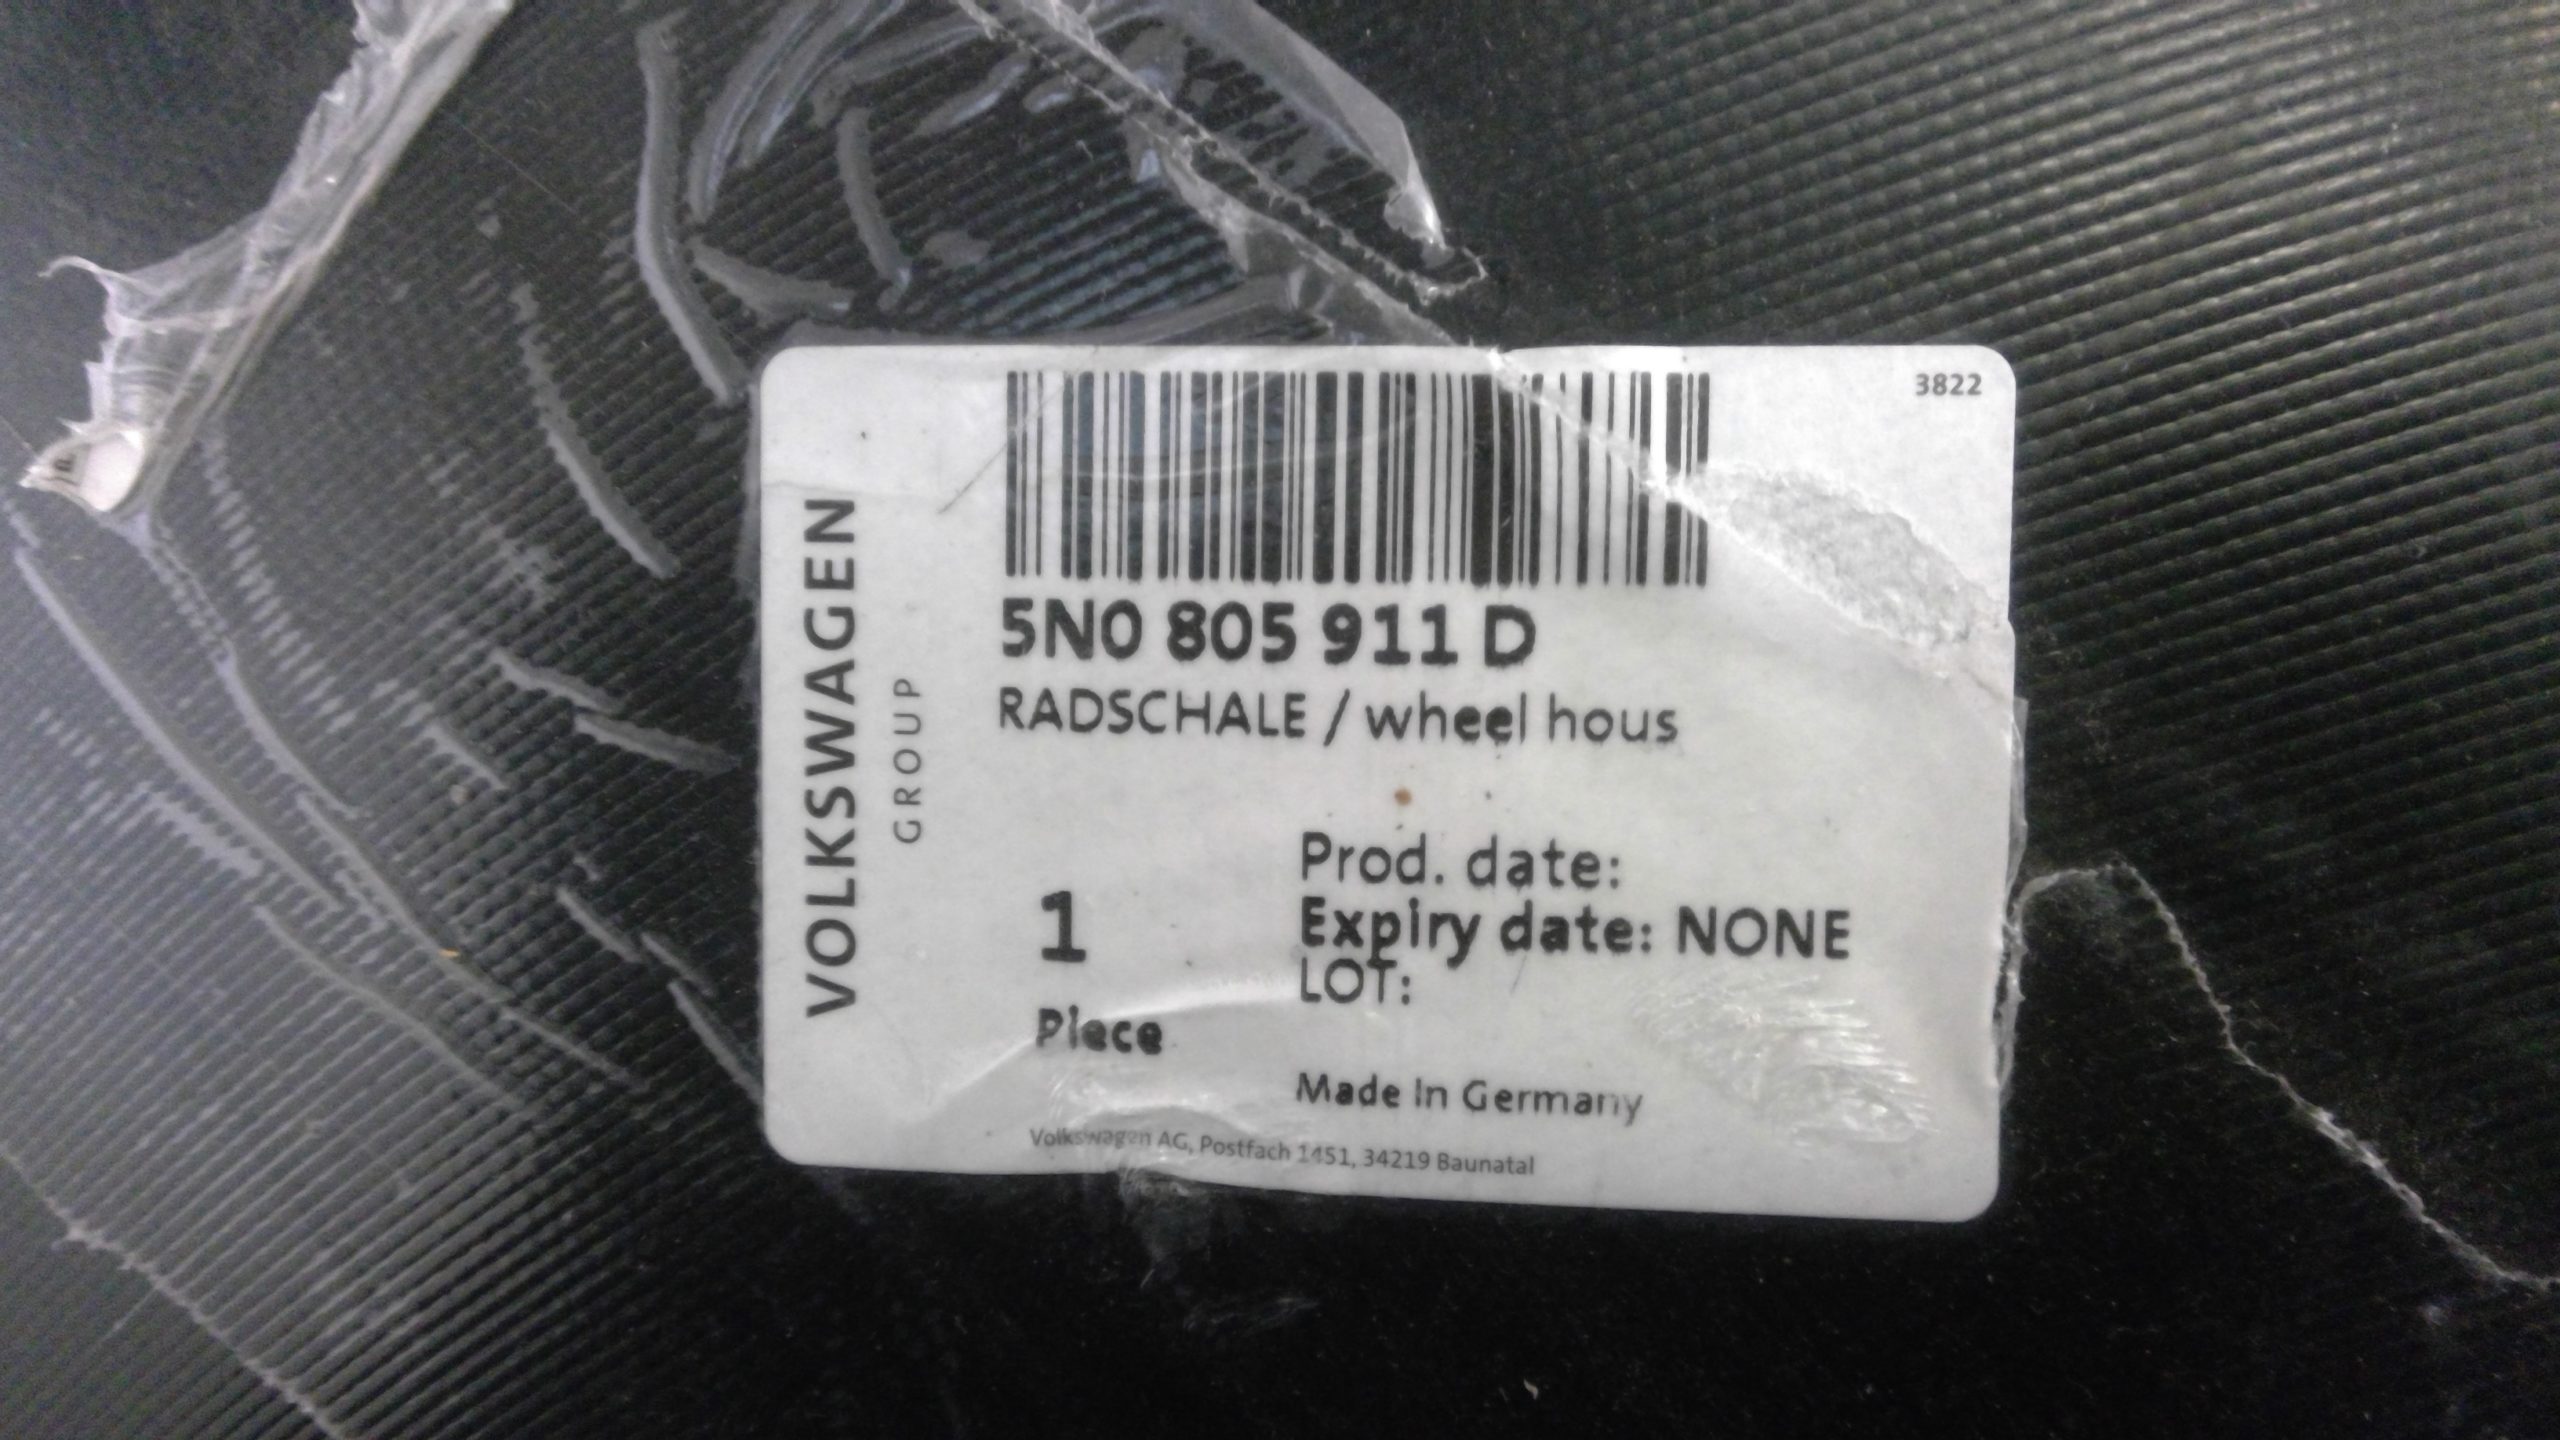 3822
VOLKSWAGEN
GROUP
5N0 805 911 D
RADSCHALE / wheel hous
1
Piece
Prod. date:
Expiry date: NONE
LOT:
Made In Germany
Volkswagen AG, Postfach 1451, 34219 Baunatal